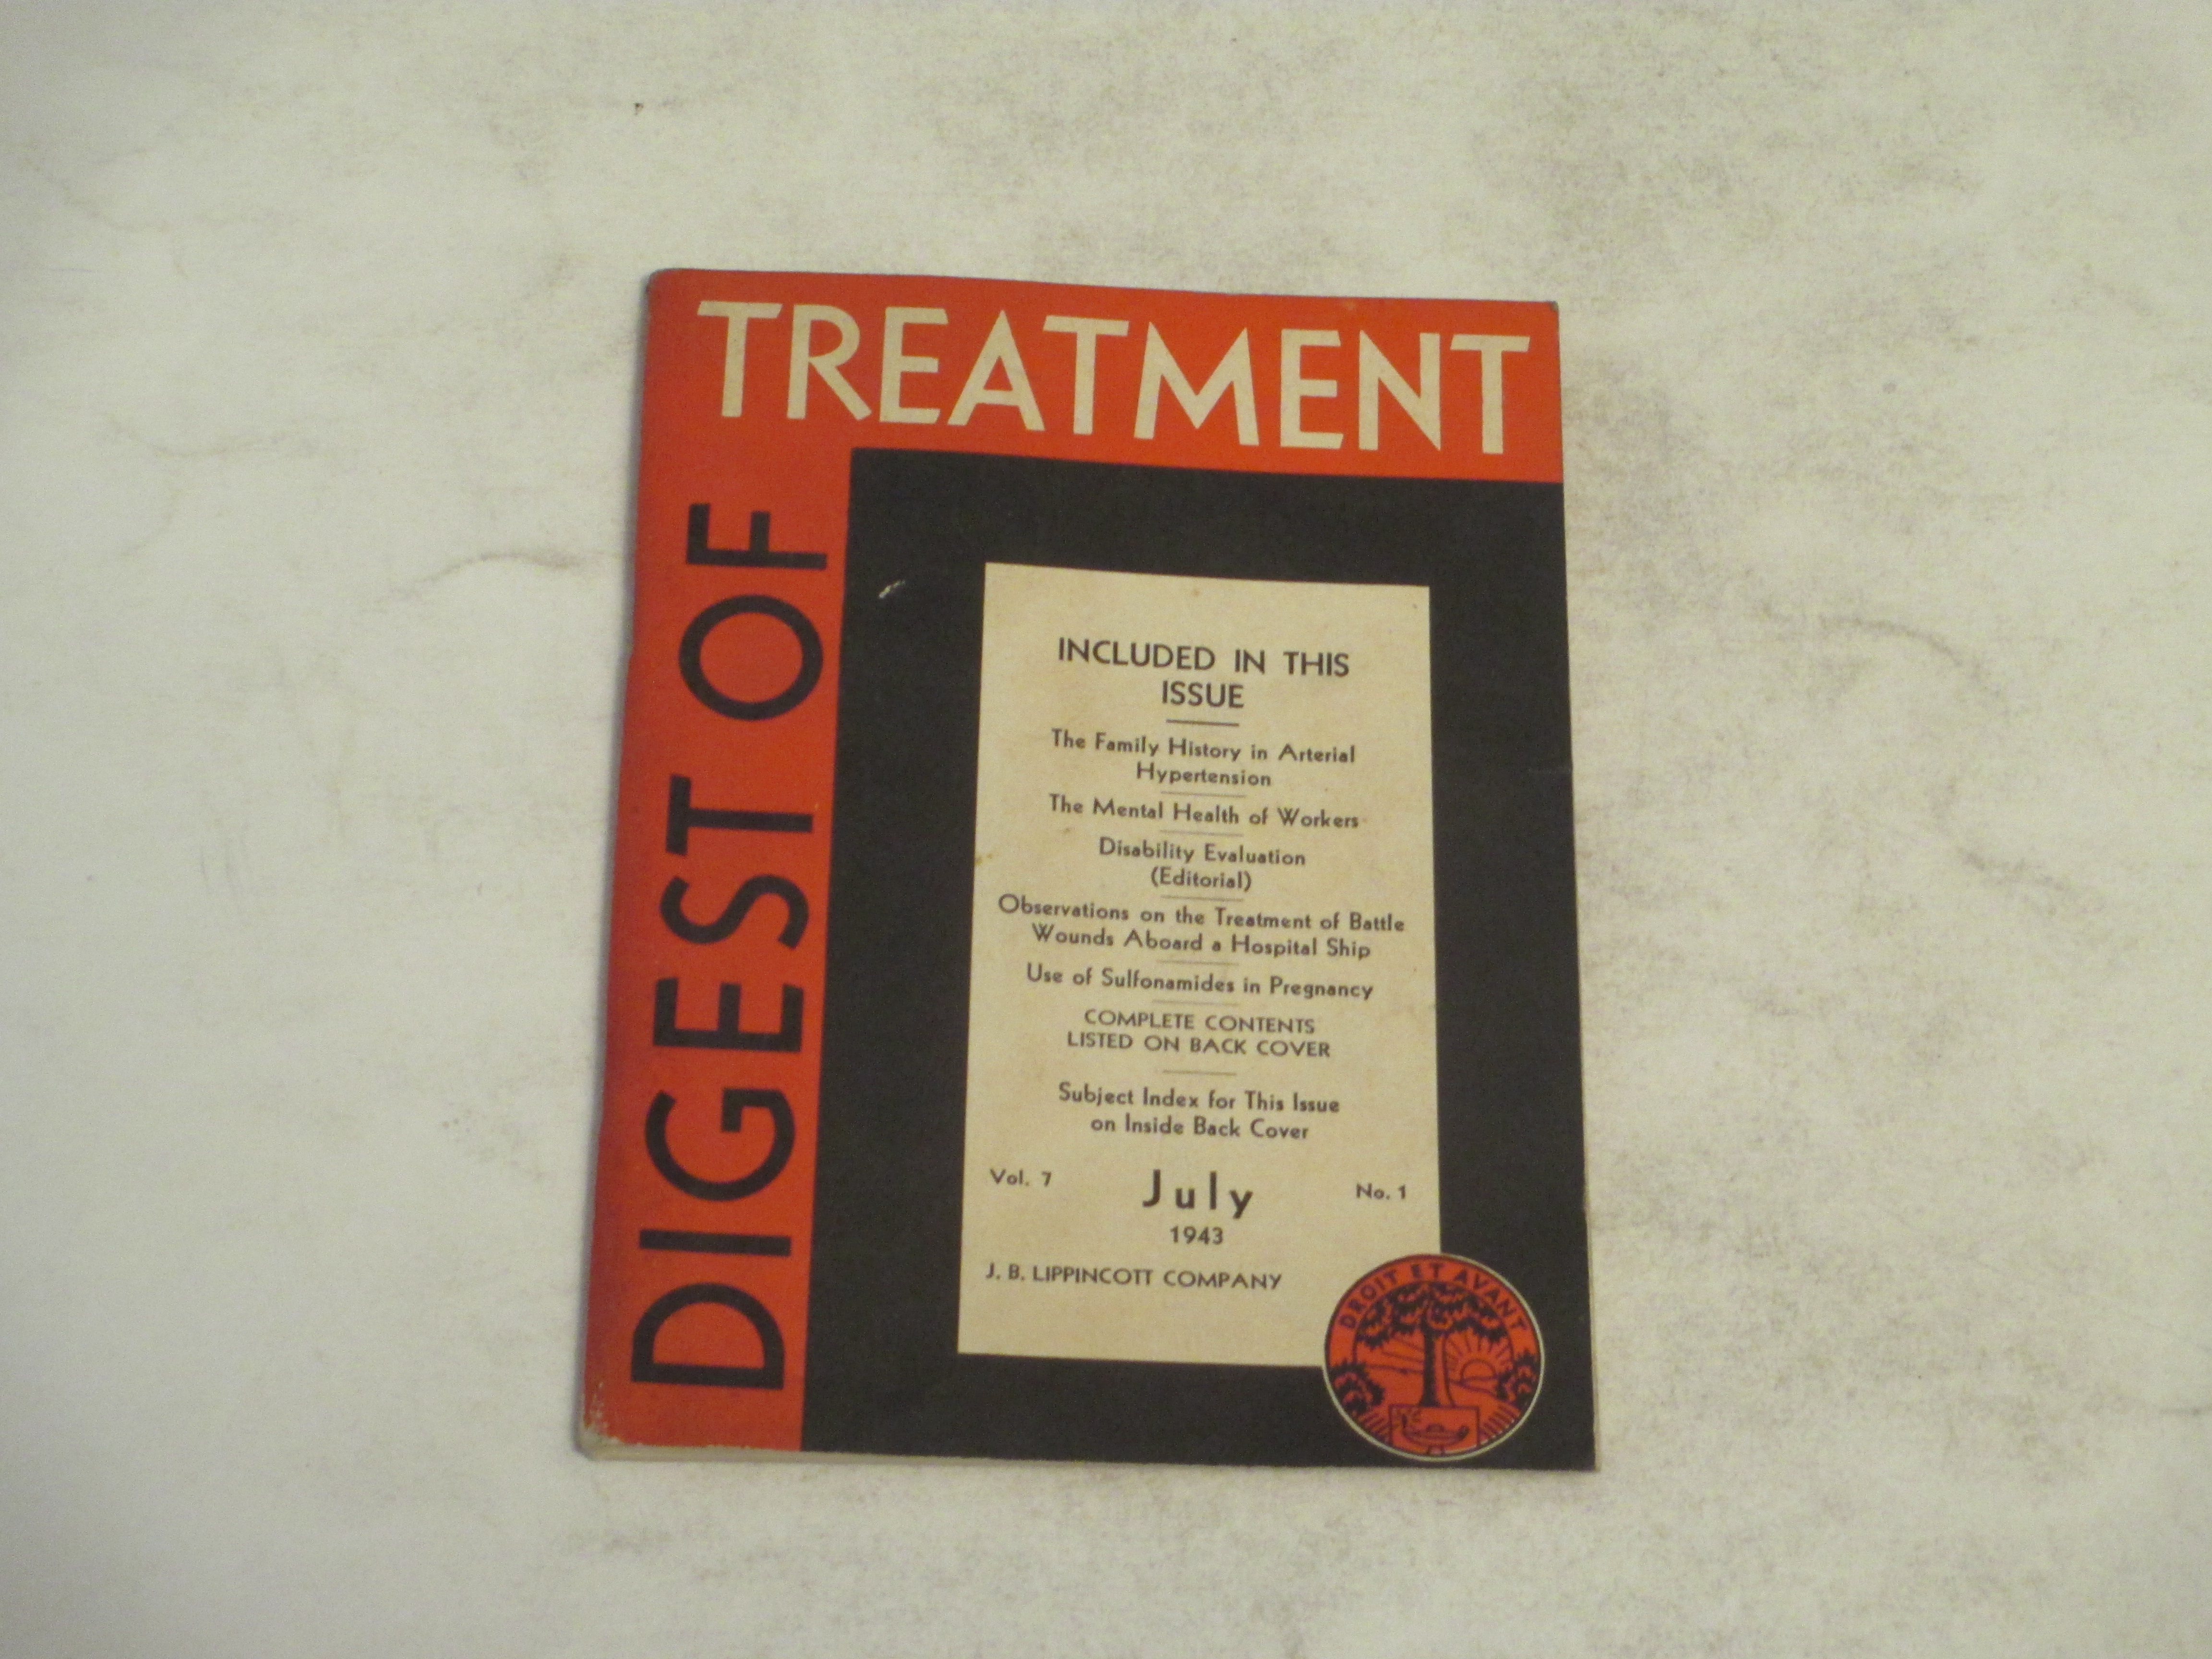 DIGEST OF
TREATMENT
INCLUDED IN THIS
ISSUE
The Family History in Arterial
Hypertension
The Mental Health of Workers
Disability Evaluation
(Editorial)
Observations on the Treatment of Battle
Wounds Aboard a Hospital Ship
Use of Sulfonamides in Pregnancy
COMPLETE CONTENTS
LISTED ON BACK COVER
Subject Index for This Issue
on Inside Back Cover
Vol. 7 July No. 1
1943
J. B. LIPPINCOTT COMPANY
DROIT ET AVANT